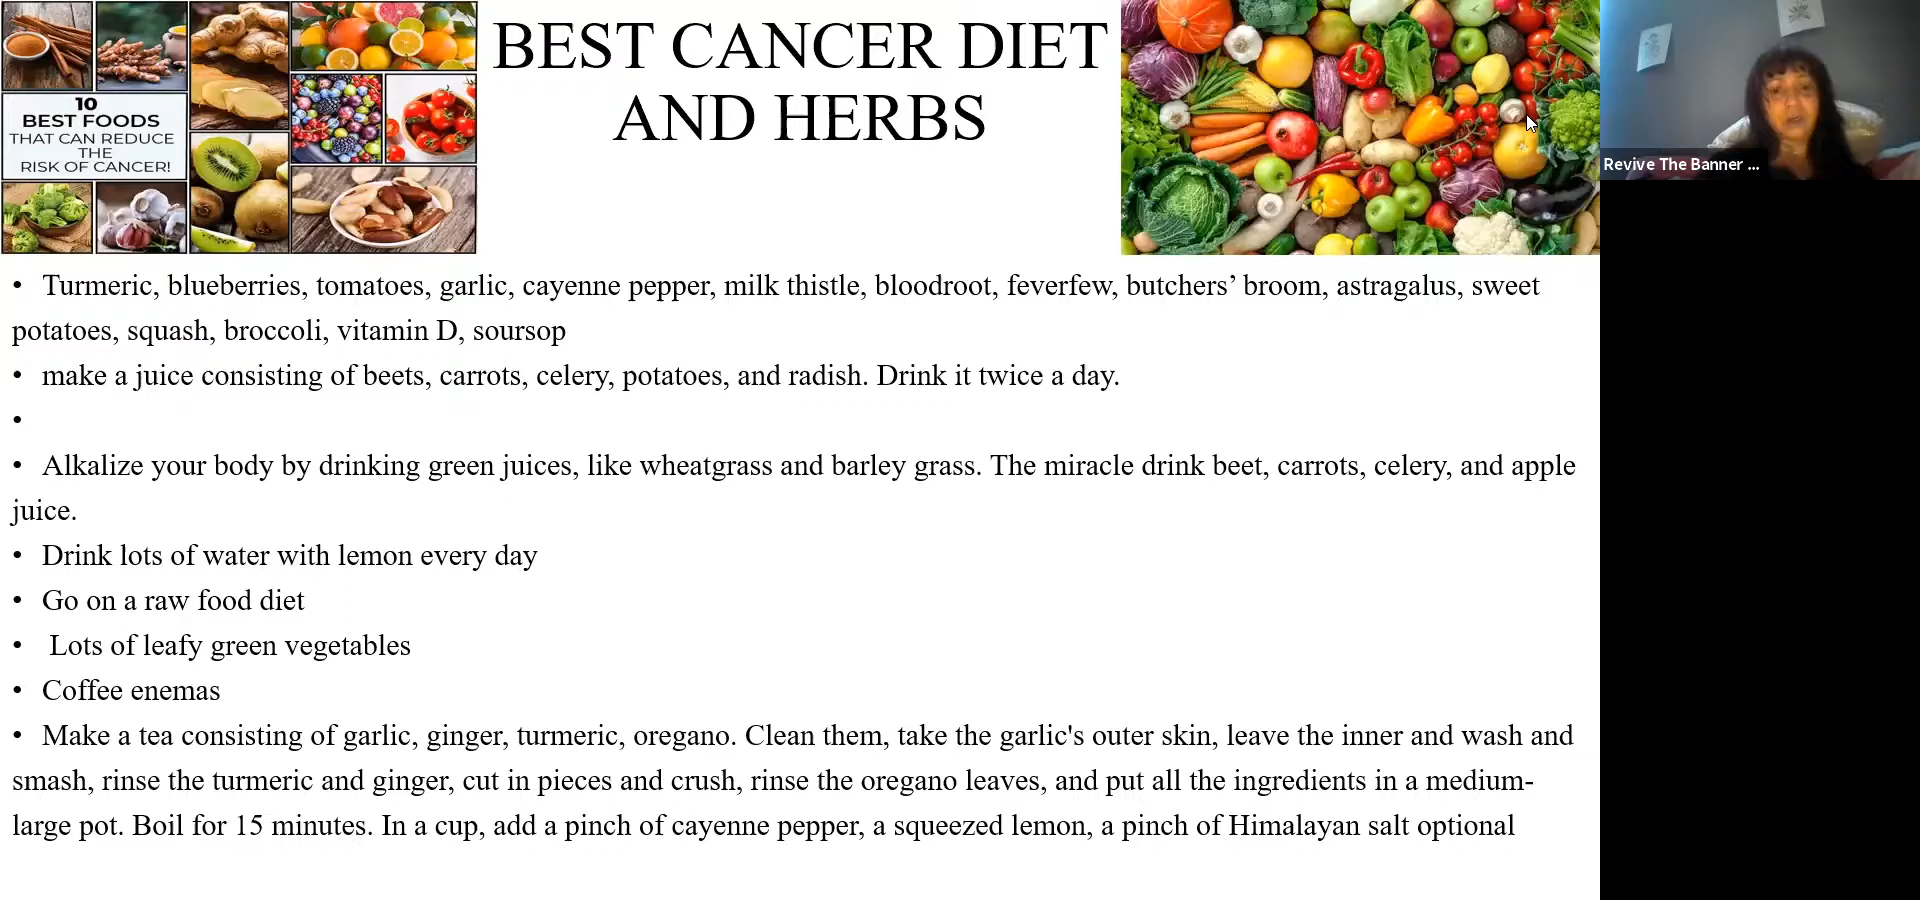 BEST CANCER DIET
AND HERBS
10
BEST FOODS
THAT CAN REDUCE
THE
RISK OF CANCER!
Revive The Banner ...
• Turmeric, blueberries, tomatoes, garlic, cayenne pepper, milk thistle, bloodroot, feverfew, butchers’ broom, astragalus, sweet
potatoes, squash, broccoli, vitamin D, soursop
• make a juice consisting of beets, carrots, celery, potatoes, and radish. Drink it twice a day.
•
• Alkalize your body by drinking green juices, like wheatgrass and barley grass. The miracle drink beet, carrots, celery, and apple
juice.
• Drink lots of water with lemon every day
• Go on a raw food diet
• Lots of leafy green vegetables
• Coffee enemas
• Make a tea consisting of garlic, ginger, turmeric, oregano. Clean them, take the garlic's outer skin, leave the inner and wash and
smash, rinse the turmeric and ginger, cut in pieces and crush, rinse the oregano leaves, and put all the ingredients in a medium-
large pot. Boil for 15 minutes. In a cup, add a pinch of cayenne pepper, a squeezed lemon, a pinch of Himalayan salt optional